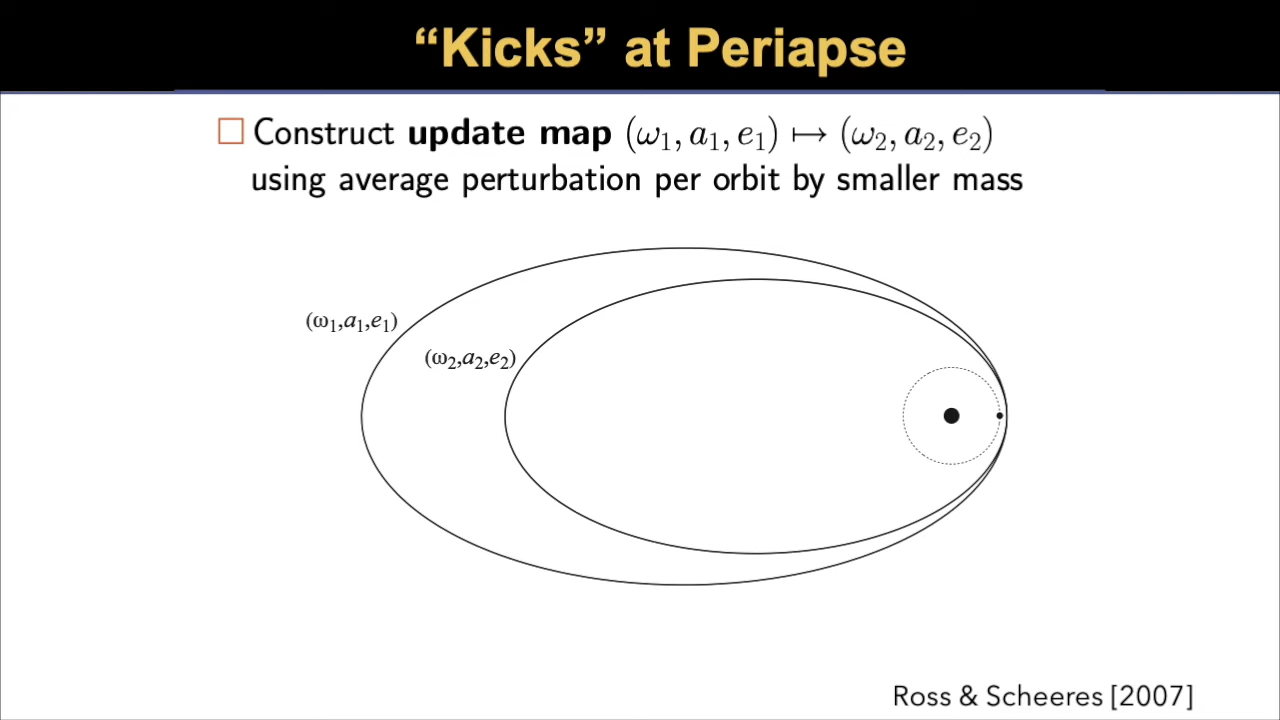 “Kicks” at Periapse
Construct update map (ω₁, a₁, e₁) ↦ (ω₂, a₂, e₂)
using average perturbation per orbit by smaller mass
(ω₁,a₁,e₁)
(ω₂,a₂,e₂)
Ross & Scheeres [2007]